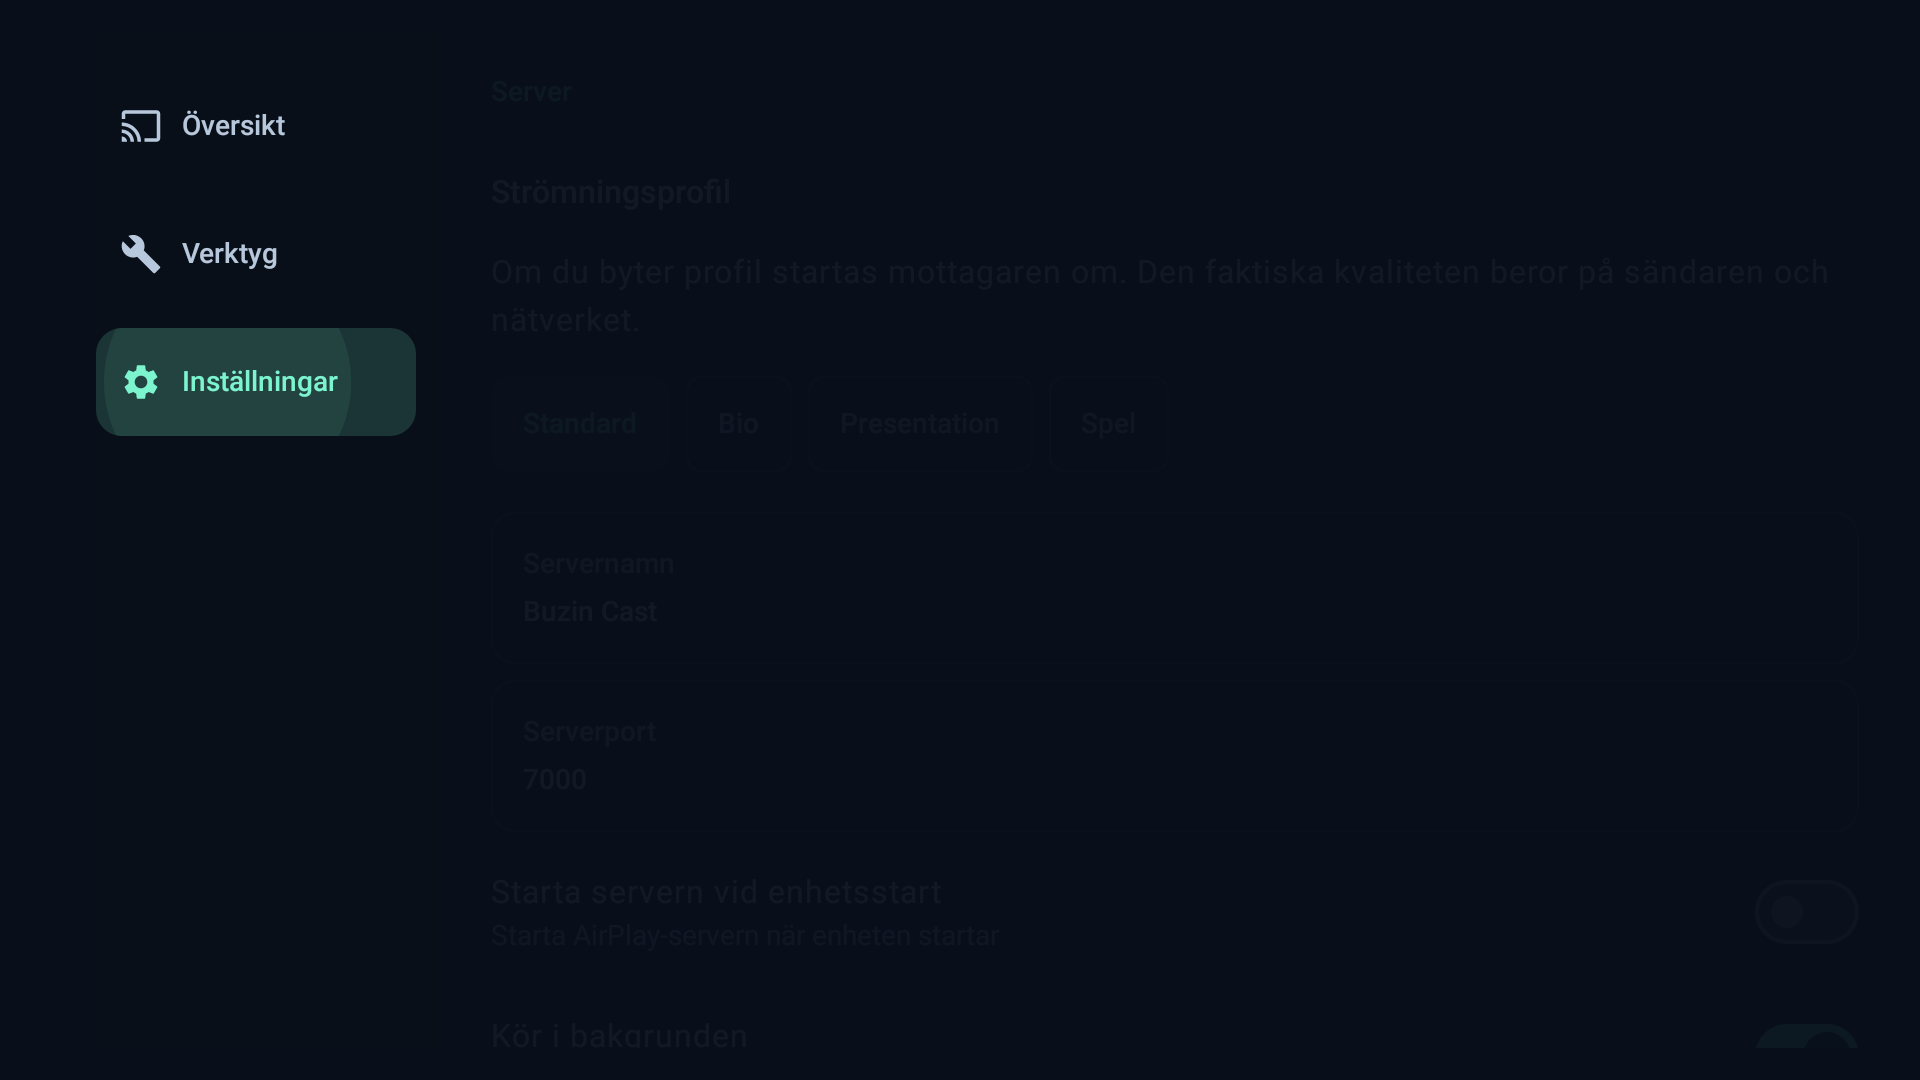 Översikt
Verktyg
Inställningar
Server
Strömningsprofil
Om du byter profil startas mottagaren om. Den faktiska kvaliteten beror på sändaren och
nätverket.
Standard
Bio
Presentation
Spel
Servernamn
Buzin Cast
Serverport
7000
Starta servern vid enhetsstart
Starta AirPlay-servern när enheten startar
Kör i bakgrunden